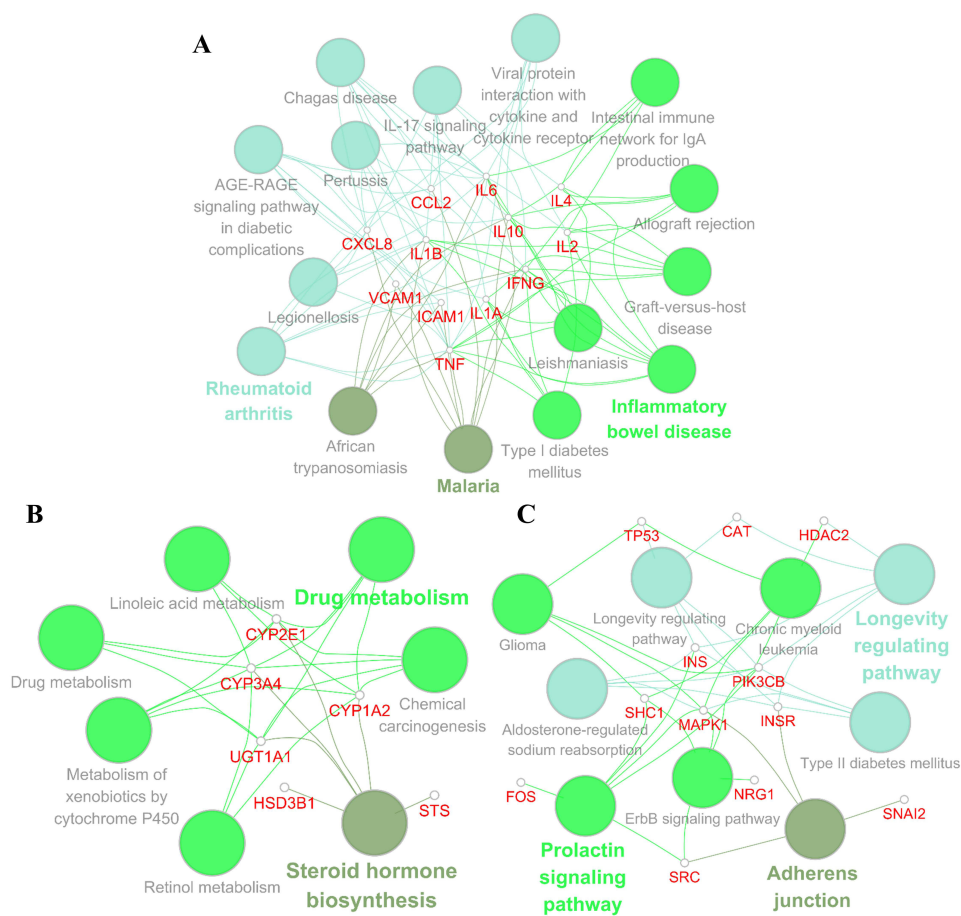 A
Chagas disease
IL-17 signaling
pathway
Viral protein
interaction with
cytokine and
cytokine receptor
Intestinal immune
network for IgA
production
AGE-RAGE
signaling pathway
in diabetic
complications
Pertussis
CCL2
IL6
IL4
Allograft rejection
CXCL8
IL1B
IL10
IL2
IFNG
VCAM1
ICAM1
IL1A
Legionellosis
Graft-versus-host
disease
TNF
Leishmaniasis
Rheumatoid
arthritis
African
trypanosomiasis
Malaria
Type I diabetes
mellitus
Inflammatory
bowel disease
B
Linoleic acid metabolism
Drug metabolism
CYP2E1
Drug metabolism
CYP3A4
CYP1A2
Chemical
carcinogenesis
UGT1A1
Metabolism of
xenobiotics by
cytochrome P450
HSD3B1
STS
Retinol metabolism
Steroid hormone
biosynthesis
C
TP53
CAT
HDAC2
Glioma
Longevity regulating
pathway
Chronic myeloid
leukemia
Longevity
regulating
pathway
INS
PIK3CB
SHC1
MAPK1
INSR
Aldosterone-regulated
sodium reabsorption
Type II diabetes mellitus
FOS
NRG1
ErbB signaling pathway
SNAI2
Prolactin
signaling
pathway
SRC
Adherens
junction